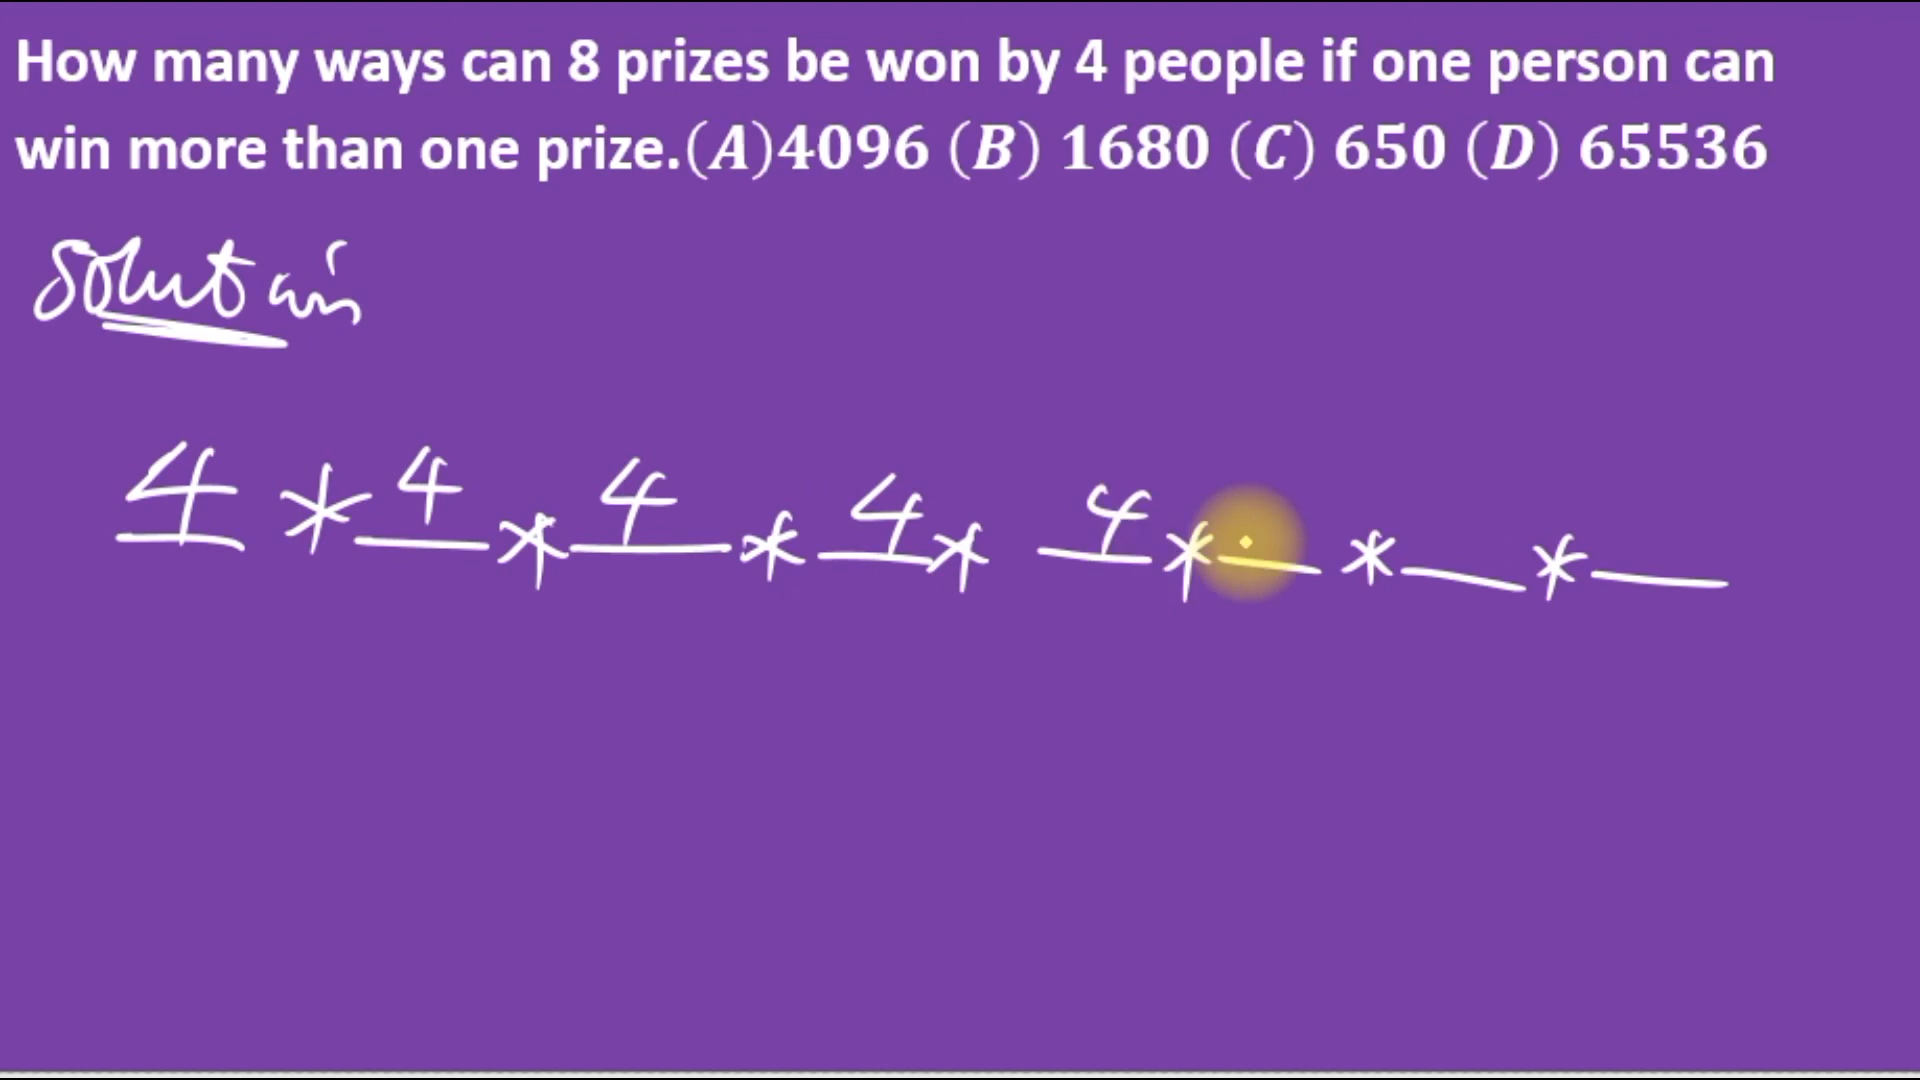 How many ways can 8 prizes be won by 4 people if one person can
win more than one prize.(A)4096 (B) 1680 (C) 650 (D) 65536
Solution
4 * 4 * 4 * 4 * 4 * _ * _ * _